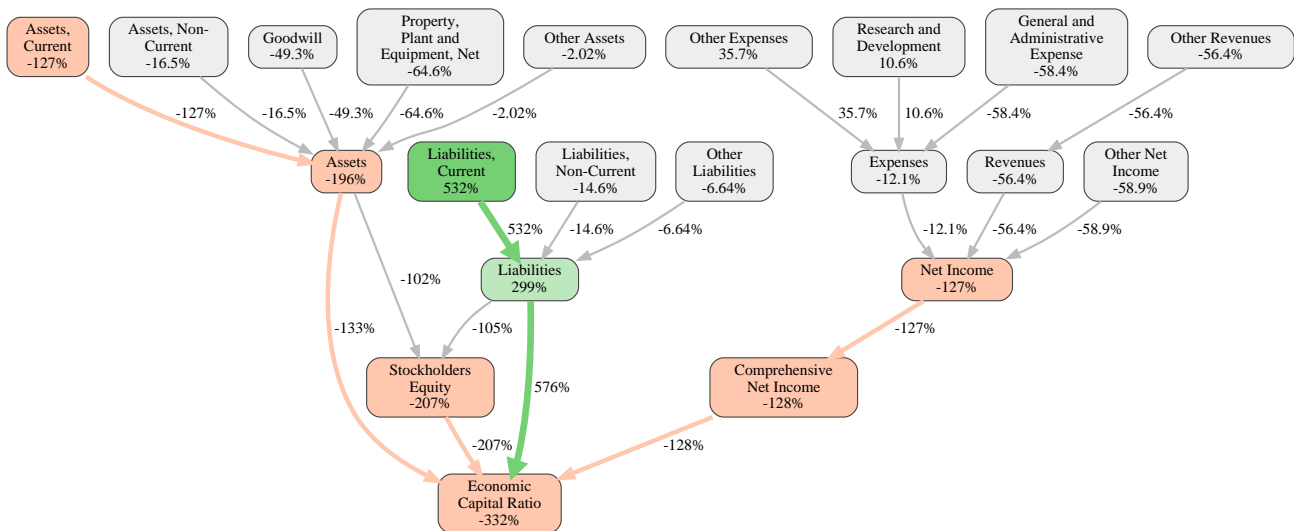 Assets,
Current
-127%
Assets, Non-
Current
-16.5%
Goodwill
-49.3%
Property,
Plant and
Equipment, Net
-64.6%
Other Assets
-2.02%
Other Expenses
35.7%
Research and
Development
10.6%
General and
Administrative
Expense
-58.4%
Other Revenues
-56.4%
-127%
-16.5%
-49.3%
-64.6%
-2.02%
35.7%
10.6%
-58.4%
-56.4%
Assets
-196%
Liabilities,
Current
532%
Liabilities,
Non-Current
-14.6%
Other
Liabilities
-6.64%
Expenses
-12.1%
Revenues
-56.4%
Other Net
Income
-58.9%
532%
-14.6%
-6.64%
-12.1%
-56.4%
-58.9%
-102%
Liabilities
299%
Net Income
-127%
-133%
-105%
-127%
Stockholders
Equity
-207%
576%
Comprehensive
Net Income
-128%
-207%
-128%
Economic
Capital Ratio
-332%